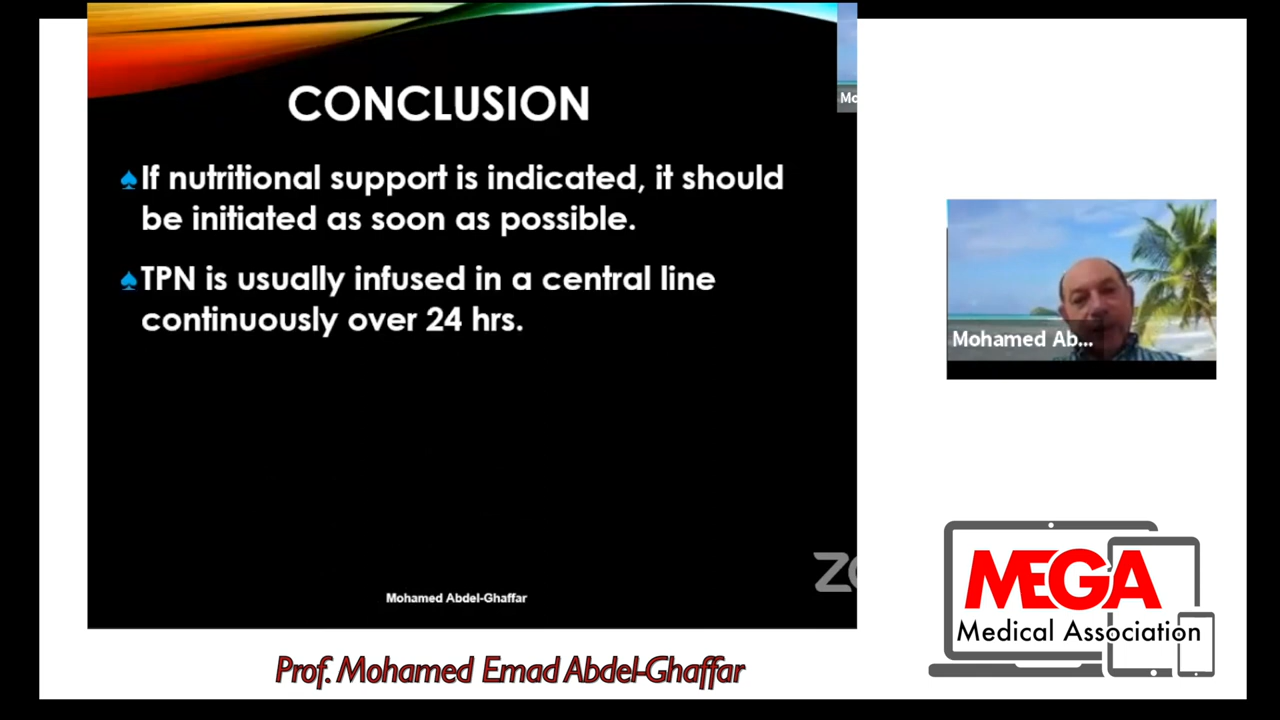 CONCLUSION
♠If nutritional support is indicated, it should
be initiated as soon as possible.
♠TPN is usually infused in a central line
continuously over 24 hrs.
Mohamed Abdel-Ghaffar
Prof. Mohamed Emad Abdel-Ghaffar
Mo
Mohamed Ab...
MEGA
Medical Association